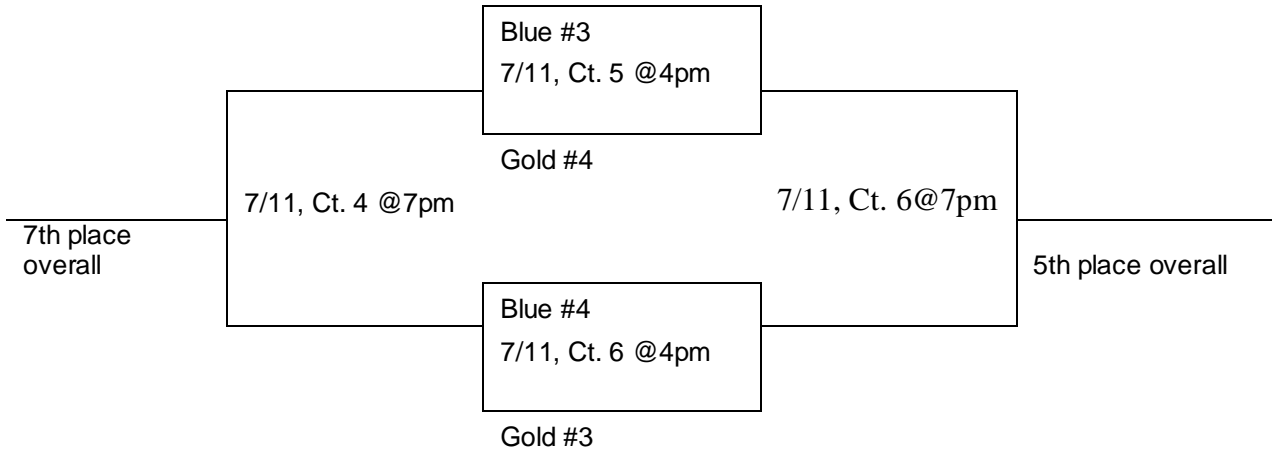 Blue #3
7/11, Ct. 5 @4pm
Gold #4
7/11, Ct. 4 @7pm
7/11, Ct. 6@7pm
7th place
overall
5th place overall
Blue #4
7/11, Ct. 6 @4pm
Gold #3